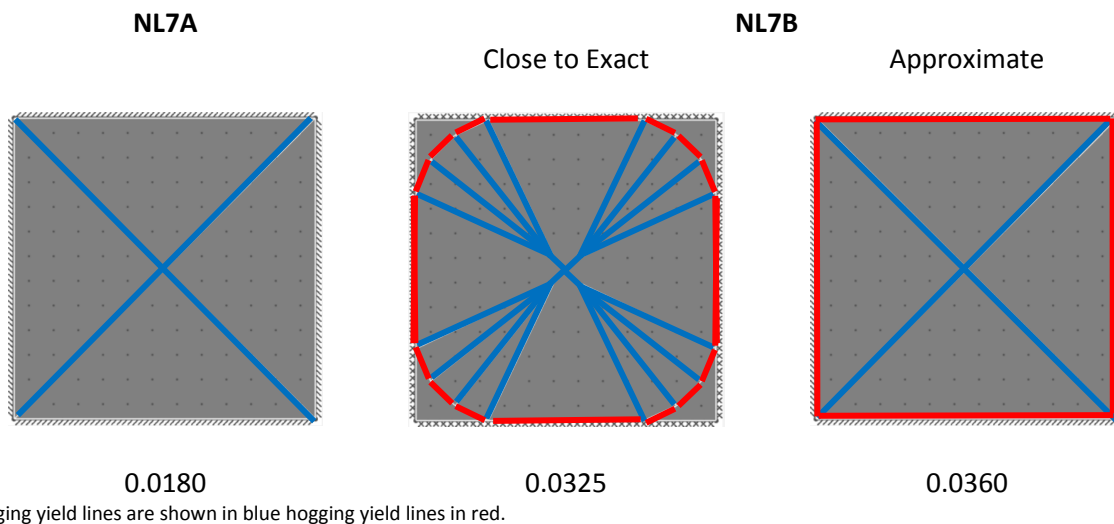 NL7A
NL7B
Close to Exact
Approximate
0.0180
0.0325
0.0360
yield lines are shown in blue hogging yield lines in red.